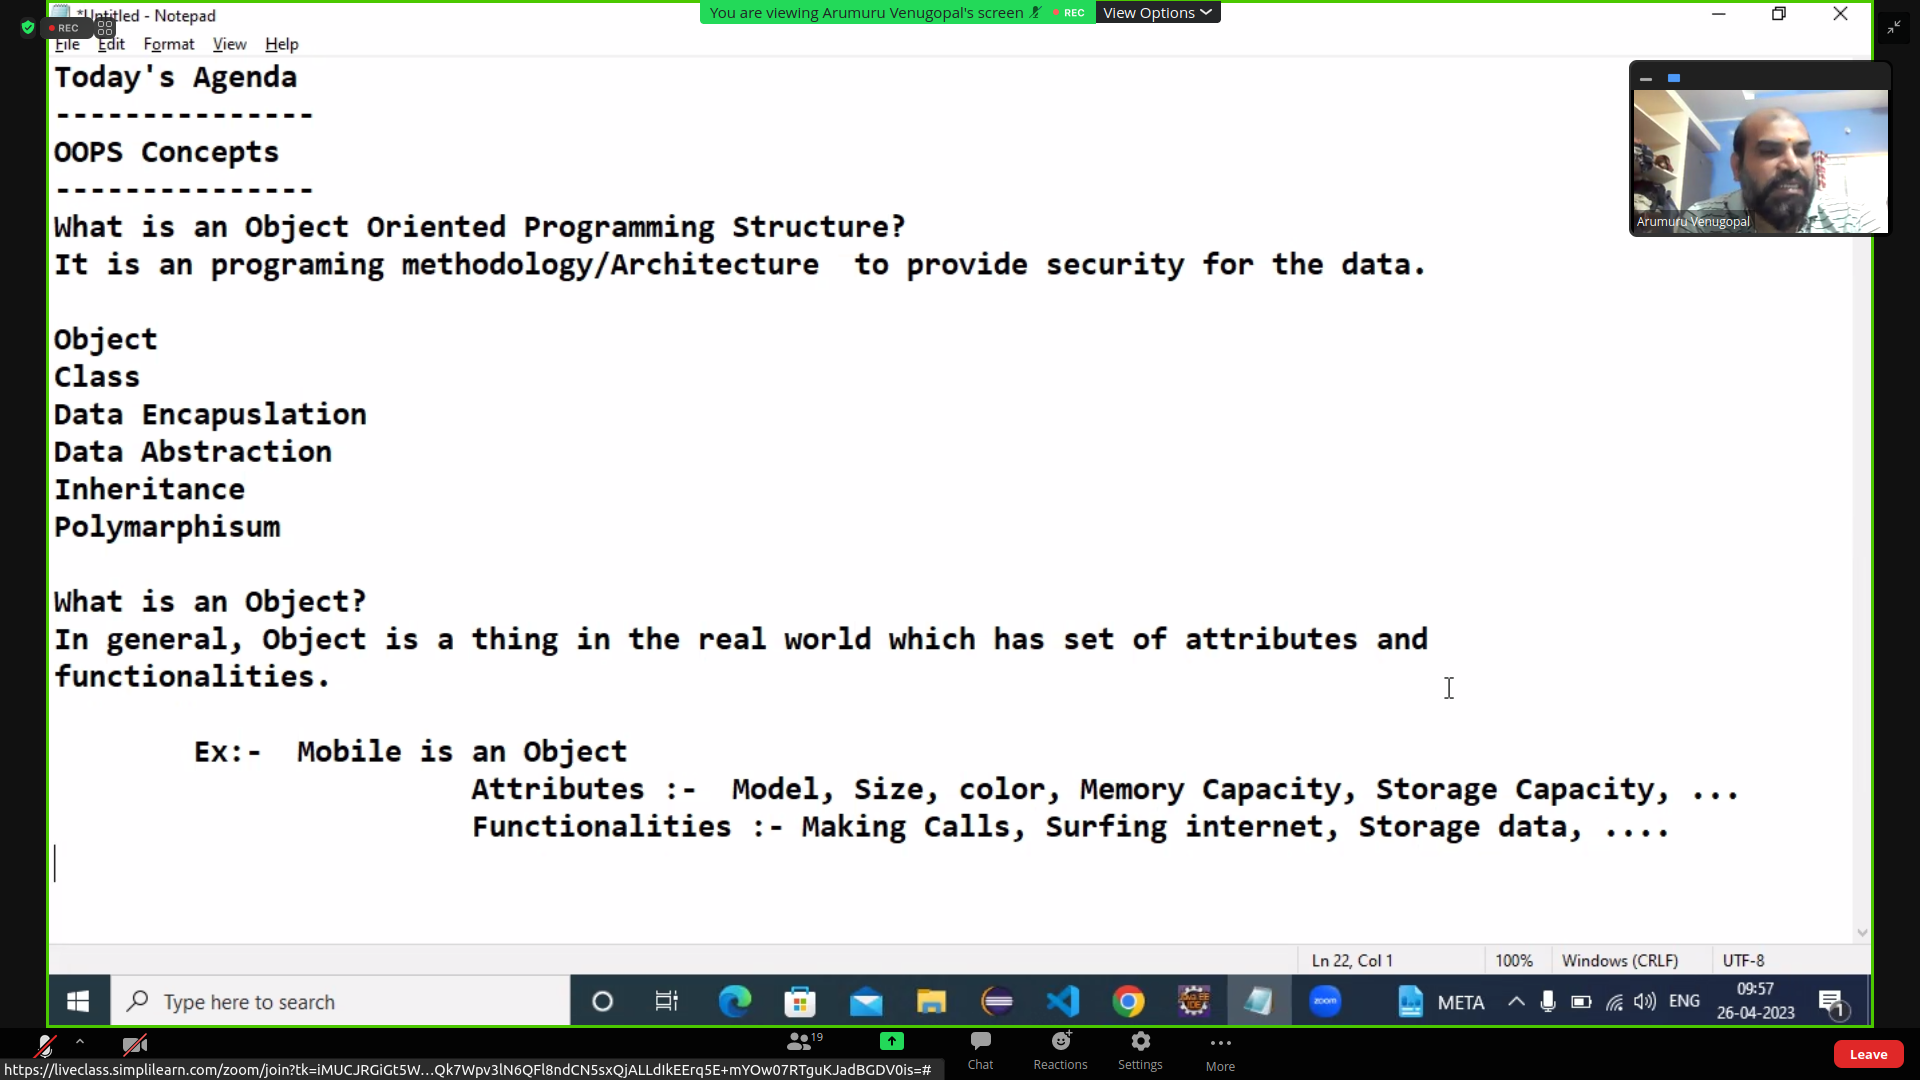 *Untitled - Notepad
You are viewing Arumuru Venugopal's screen REC View Options
REC
File Edit Format View Help
Today's Agenda
---------------
OOPS Concepts
---------------
What is an Object Oriented Programming Structure?
It is an programing methodology/Architecture  to provide security for the data.
Arumuru Venugopal
Object
Class
Data Encapuslation
Data Abstraction
Inheritance
Polymarphisum
What is an Object?
In general, Object is a thing in the real world which has set of attributes and
functionalities.
Ex:-  Mobile is an Object
Attributes :-  Model, Size, color, Memory Capacity, Storage Capacity, ...
Functionalities :- Making Calls, Surfing internet, Storage data, ....
Ln 22, Col 1 100% Windows (CRLF) UTF-8
Type here to search
zoom
META
ENG
09:57
26-04-2023
1
19
Chat Reactions Settings More
Leave
https://liveclass.simplilearn.com/zoom/join?tk=iMUCJRGiGt5W...Qk7Wpv3lN6QFl8ndCN5sxQjALLdIkEErq5E+mYOw07RTguKJadBGDV0is=#